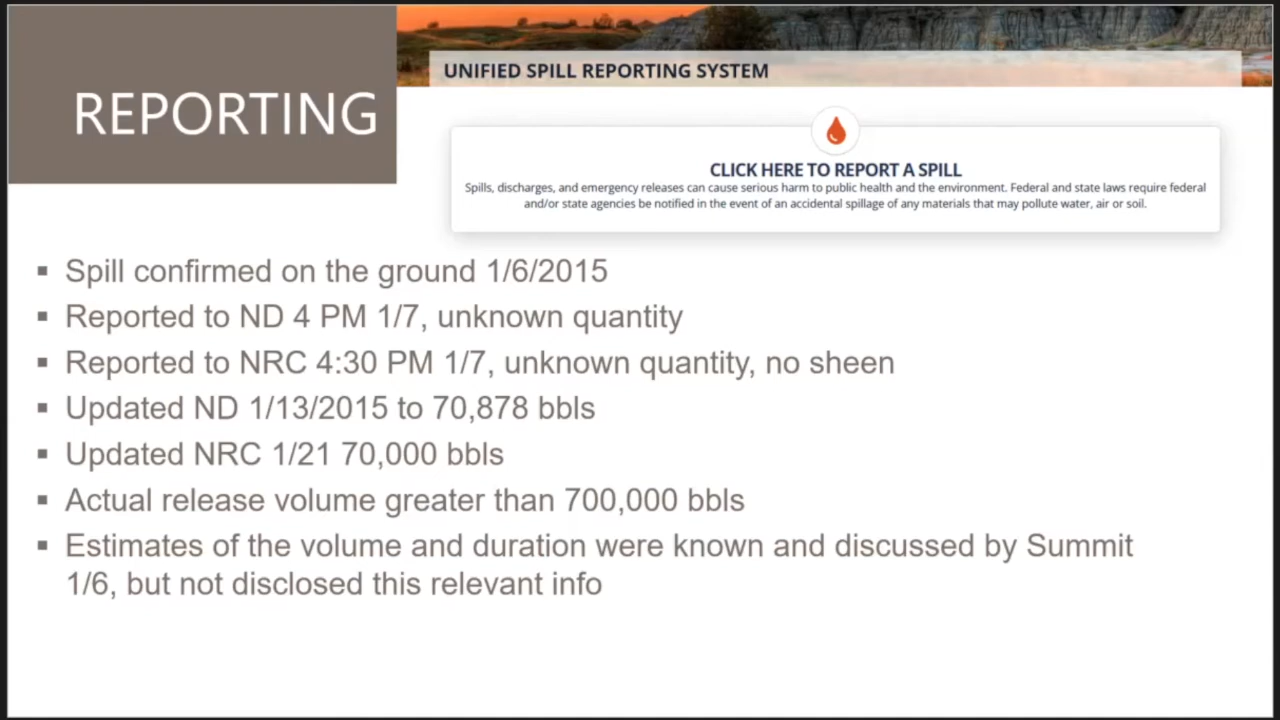 REPORTING
UNIFIED SPILL REPORTING SYSTEM
CLICK HERE TO REPORT A SPILL
Spills, discharges, and emergency releases can cause serious harm to public health and the environment. Federal and state laws require federal
and/or state agencies be notified in the event of an accidental spillage of any materials that may pollute water, air or soil.
▪ Spill confirmed on the ground 1/6/2015
▪ Reported to ND 4 PM 1/7, unknown quantity
▪ Reported to NRC 4:30 PM 1/7, unknown quantity, no sheen
▪ Updated ND 1/13/2015 to 70,878 bbls
▪ Updated NRC 1/21 70,000 bbls
▪ Actual release volume greater than 700,000 bbls
▪ Estimates of the volume and duration were known and discussed by Summit
1/6, but not disclosed this relevant info